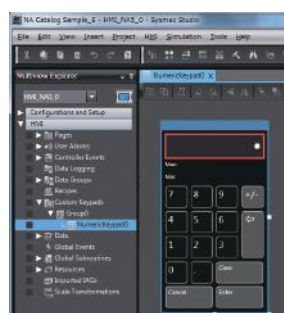 NA Catalog Sample_E - HMI_NA5_0 - Sysmac Studio
File Edit View Insert Project HMI Simulation Tools Help
Multiview Explorer
NumericKeypad0 x
HMI_NA5_0
Configurations and Setup
HMI
Pages
User Alarms
Controller Events
Data Logging
Data Groups
Recipes
Custom Keypads
Group0
NumericKeypad0
Data
Global Events
Global Subroutines
Resources
Imported IAGs
Scale Transformations
Max:
Min:
7 8 9 +/-
4 5 6
1 2 3
0 . Clear
Cancel Enter